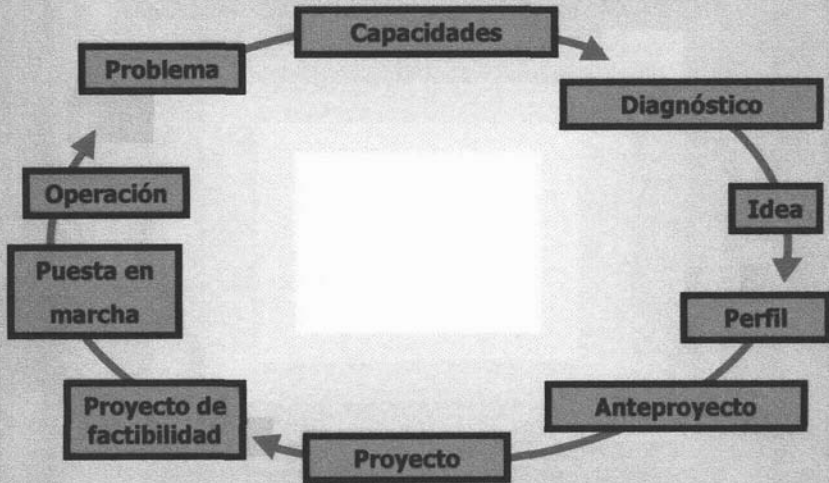 Capacidades
Problema
Diagnóstico
Operación
Idea
Puesta en
marcha
Perfil
Proyecto de
factibilidad
Anteproyecto
Proyecto